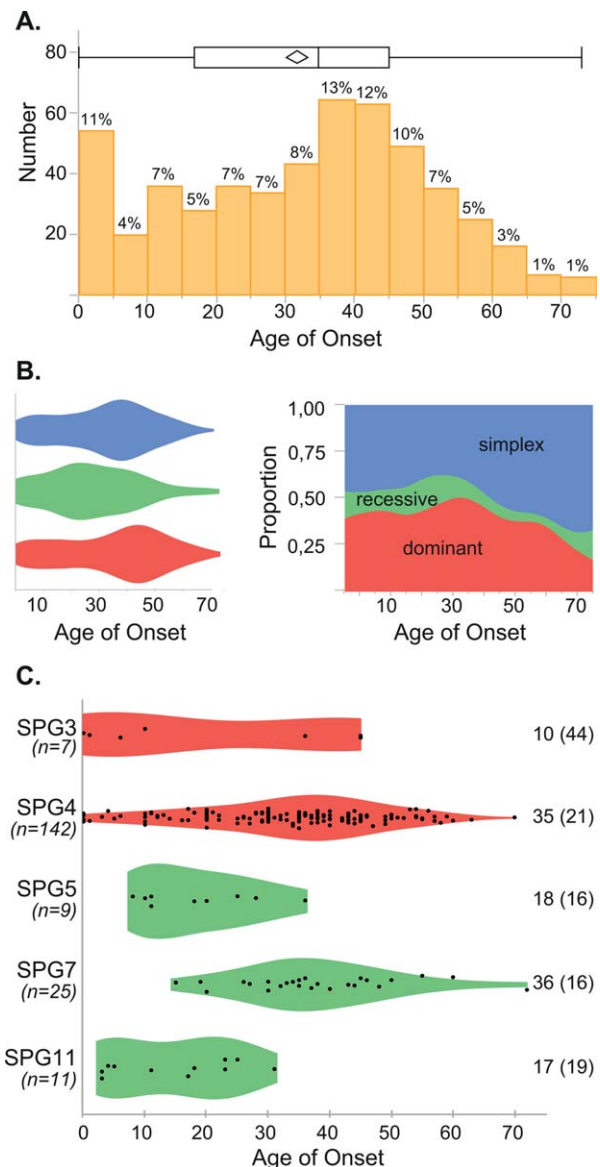 A.
80
60
40
20
Number
11%
4%
7%
5%
7%
7%
8%
13%
12%
10%
7%
5%
3%
1%
1%
0 10 20 30 40 50 60 70
Age of Onset
B.
10 30 50 70
Age of Onset
1,00
0,75
0,50
0,25
Proportion
simplex
recessive
dominant
10 30 50 70
Age of Onset
C.
SPG3
(n=7)
10 (44)
SPG4
(n=142)
35 (21)
SPG5
(n=9)
18 (16)
SPG7
(n=25)
36 (16)
SPG11
(n=11)
17 (19)
0 10 20 30 40 50 60 70
Age of Onset